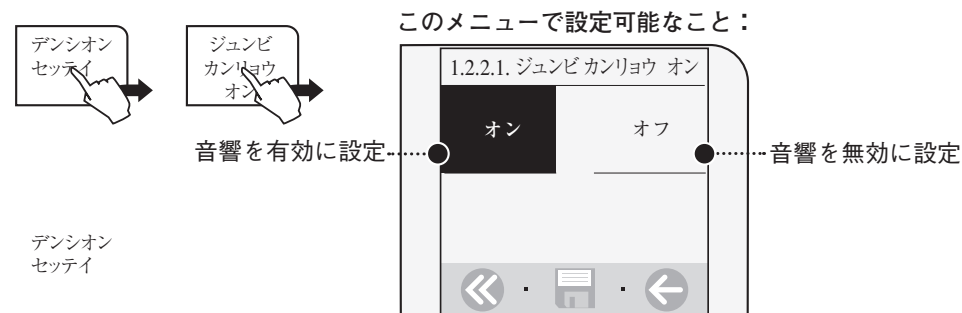 このメニューで設定可能なこと：
デンシオン
セッテイ
ジュンビ
カンリョウ
オン
1.2.2.1. ジュンビ カンリョウ オン
オン
オフ
音響を有効に設定
音響を無効に設定
デンシオン
セッテイ